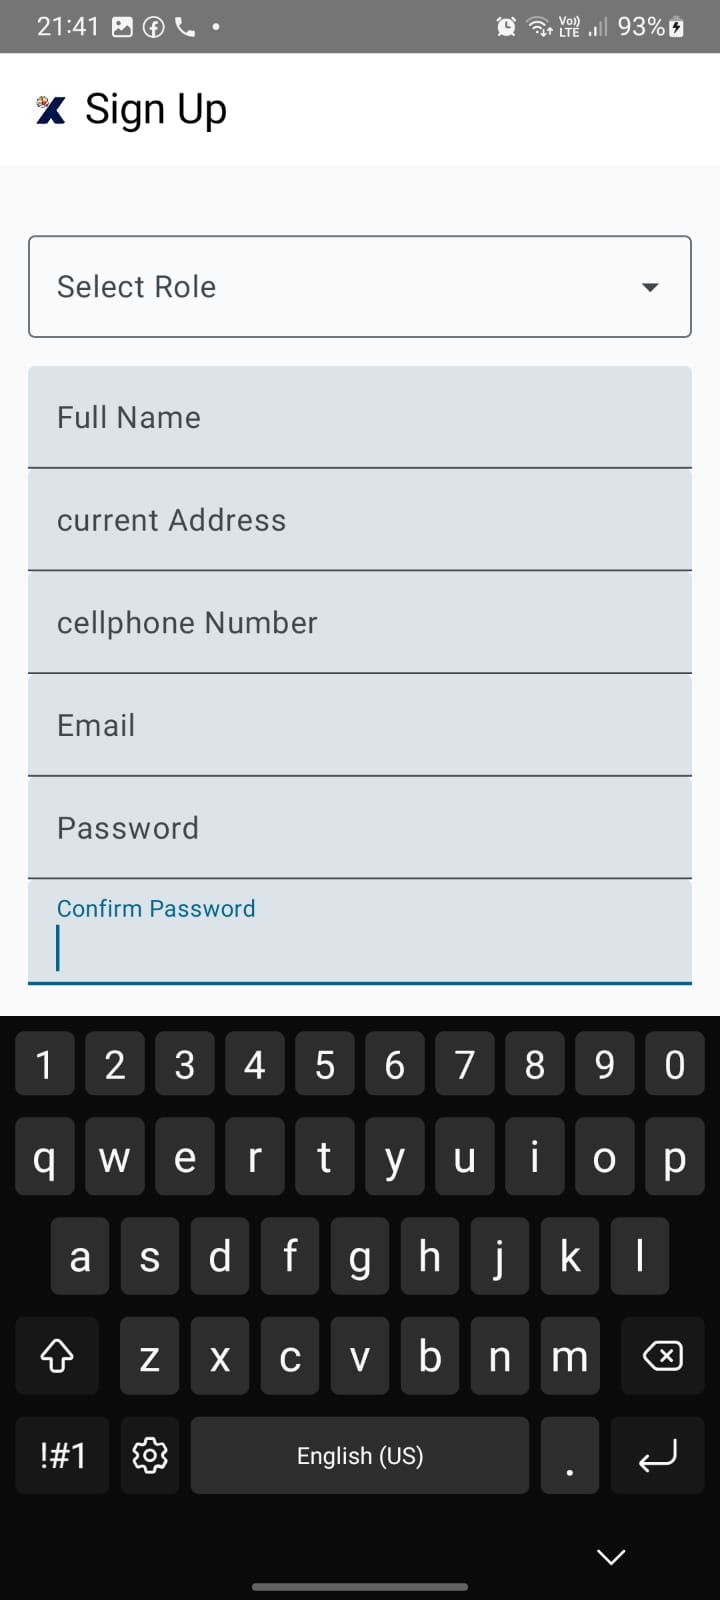 21:41 Vo)) LTE 93%
Sign Up
Select Role
Full Name
current Address
cellphone Number
Email
Password
Confirm Password
1 2 3 4 5 6 7 8 9 0
q w e r t y u i o p
a s d f g h j k l
z x c v b n m
!#1 English (US) .